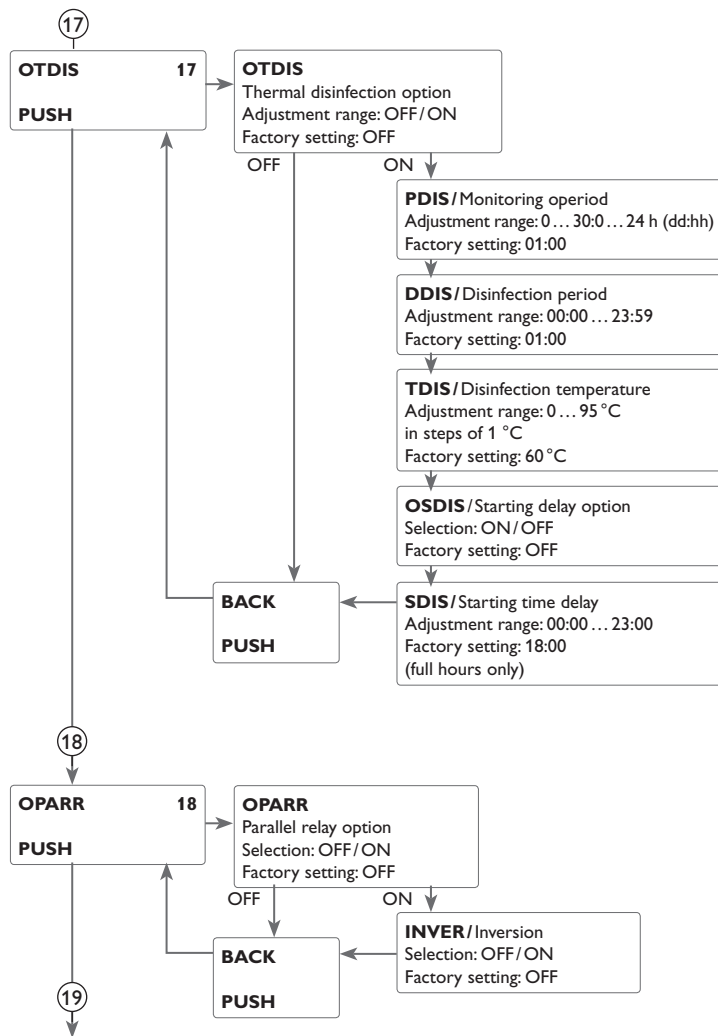 17
OTDIS 17
PUSH
OTDIS
Thermal disinfection option
Adjustment range: OFF/ON
Factory setting: OFF
OFF
ON
PDIS/Monitoring operiod
Adjustment range: 0 … 30:0 … 24 h (dd:hh)
Factory setting: 01:00
DDIS/Disinfection period
Adjustment range: 00:00 … 23:59
Factory setting: 01:00
TDIS/Disinfection temperature
Adjustment range: 0 … 95 °C
in steps of 1 °C
Factory setting: 60 °C
OSDIS/Starting delay option
Selection: ON/OFF
Factory setting: OFF
SDIS/Starting time delay
Adjustment range: 00:00 … 23:00
Factory setting: 18:00
(full hours only)
BACK
PUSH
18
OPARR 18
PUSH
OPARR
Parallel relay option
Selection: OFF/ON
Factory setting: OFF
OFF
ON
INVER/Inversion
Selection: OFF/ON
Factory setting: OFF
BACK
PUSH
19